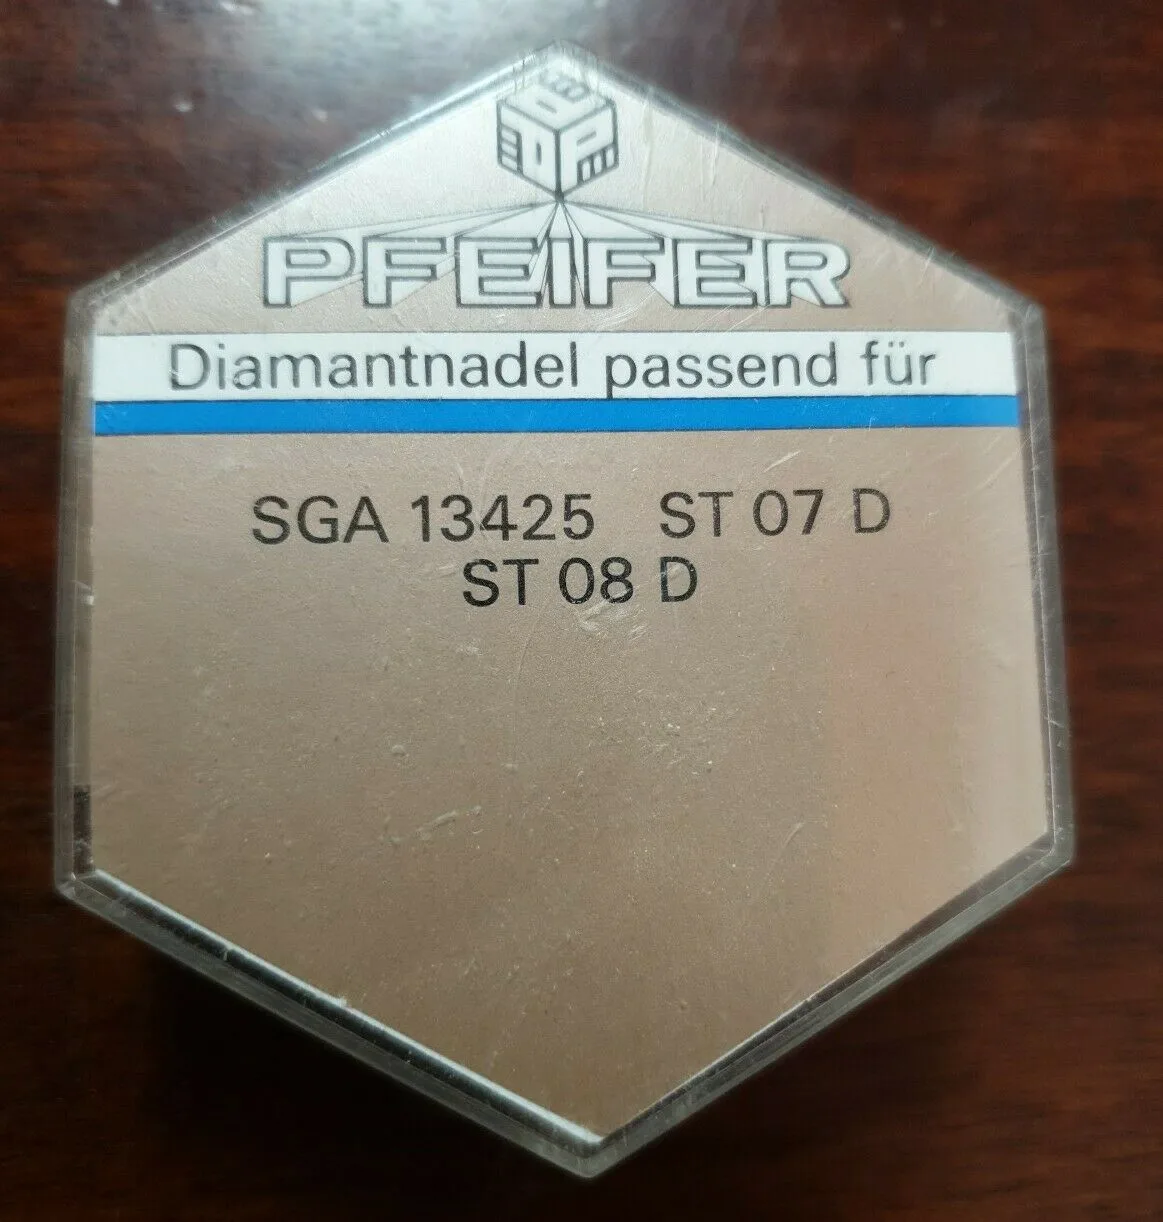 PFEIFER
Diamantnadel passend für
SGA 13425 ST 07 D
ST 08 D